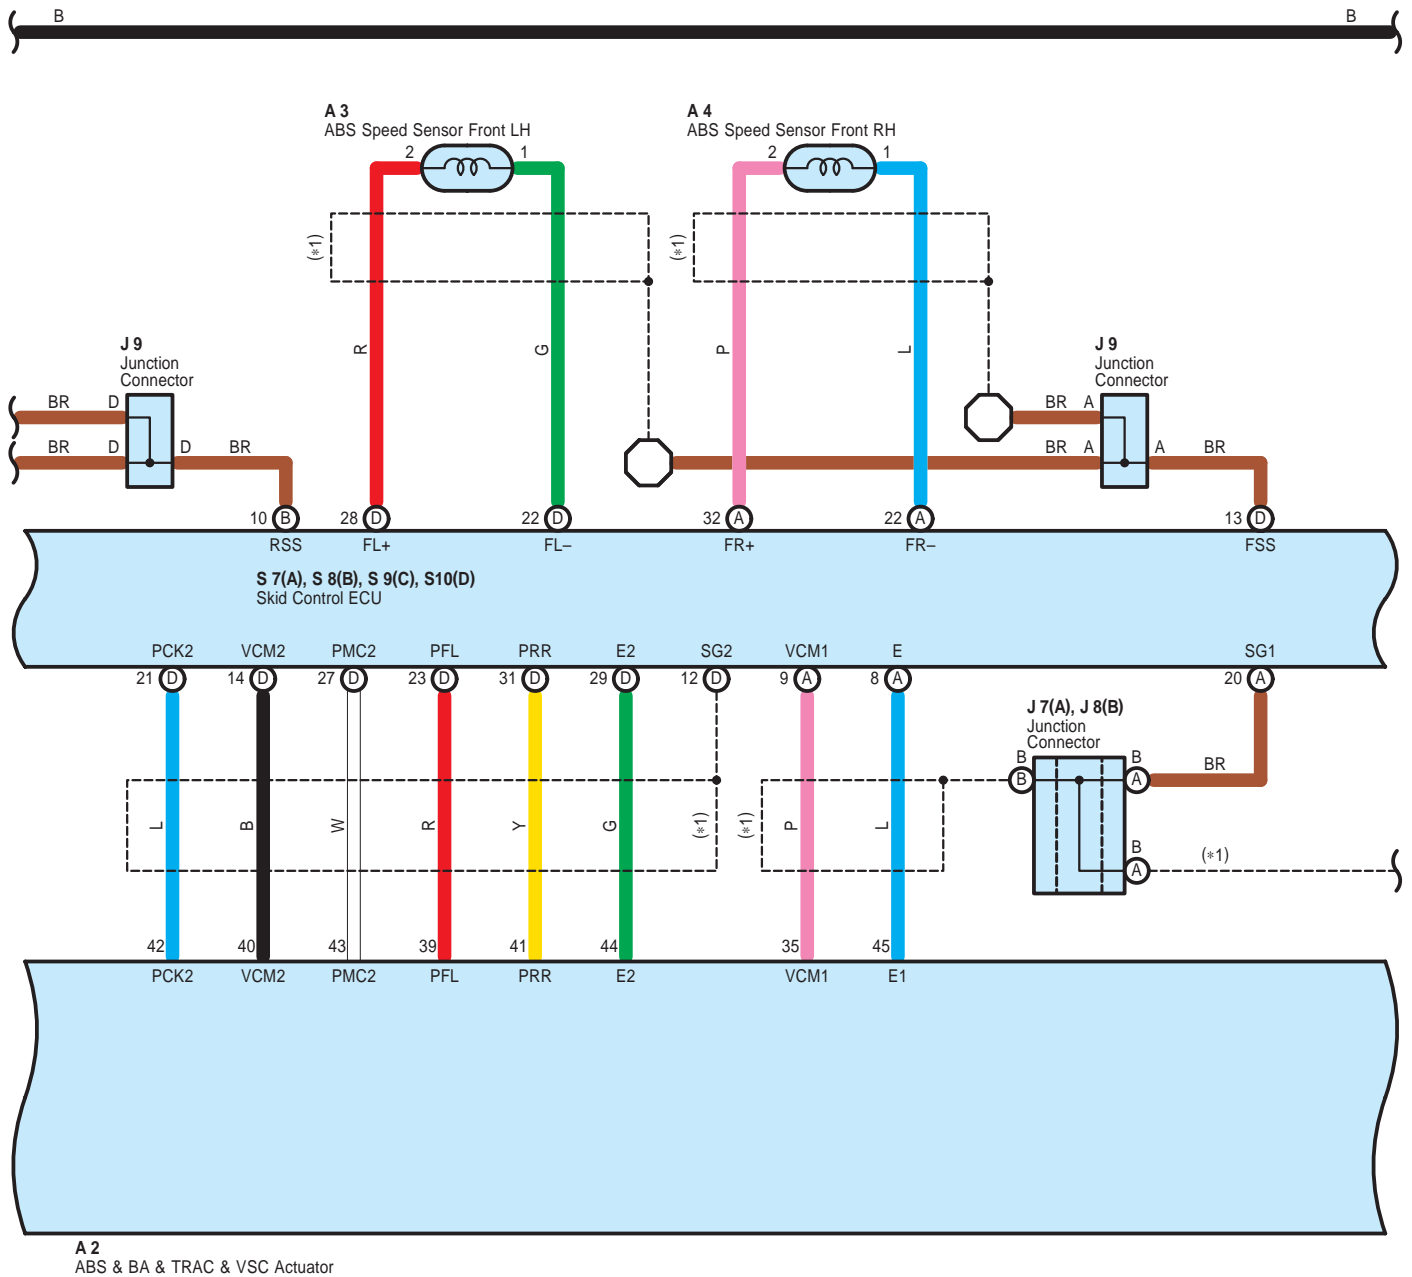 B B
A 3
ABS Speed Sensor Front LH
2 1
A 4
ABS Speed Sensor Front RH
2 1
(*1) (*1)
R G P L
J 9
Junction
Connector
BR D
BR D D BR
J 9
Junction
Connector
BR A
BR A A BR
10 B 28 D 22 D 32 A 22 A 13 D
RSS FL+ FL– FR+ FR– FSS
S 7(A), S 8(B), S 9(C), S10(D)
Skid Control ECU
PCK2 VCM2 PMC2 PFL PRR E2 SG2 VCM1 E SG1
21 D 14 D 27 D 23 D 31 D 29 D 12 D 9 A 8 A 20 A
J 7(A), J 8(B)
Junction
Connector
B B
B A BR
L B W R Y G (*1) (*1) P L
B
A (*1)
42 40 43 39 41 44 35 45
PCK2 VCM2 PMC2 PFL PRR E2 VCM1 E1
A 2
ABS & BA & TRAC & VSC Actuator